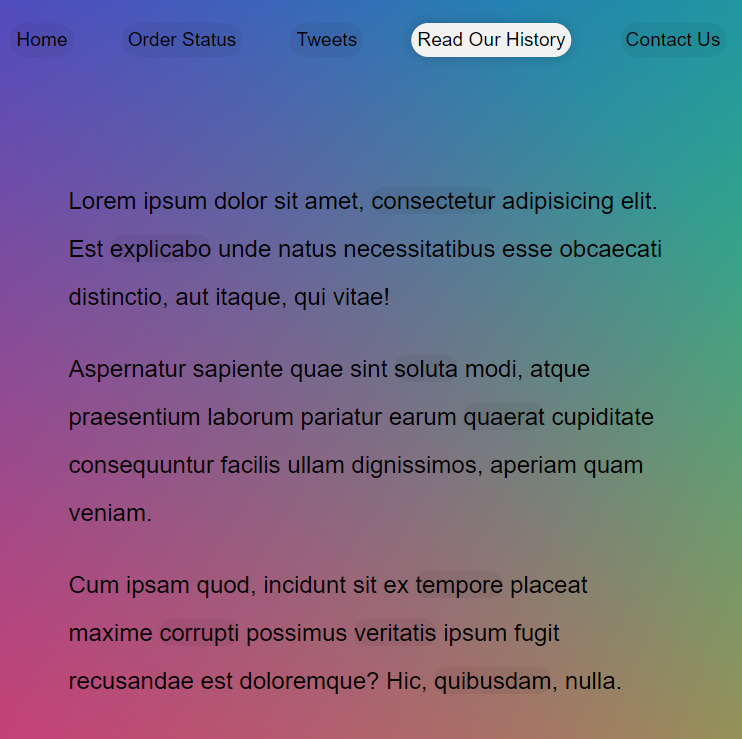 Home Order Status Tweets Read Our History Contact Us
Lorem ipsum dolor sit amet, consectetur adipisicing elit.
Est explicabo unde natus necessitatibus esse obcaecati
distinctio, aut itaque, qui vitae!
Aspernatur sapiente quae sint soluta modi, atque
praesentium laborum pariatur earum quaerat cupiditate
consequuntur facilis ullam dignissimos, aperiam quam
veniam.
Cum ipsam quod, incidunt sit ex tempore placeat
maxime corrupti possimus veritatis ipsum fugit
recusandae est doloremque? Hic, quibusdam, nulla.